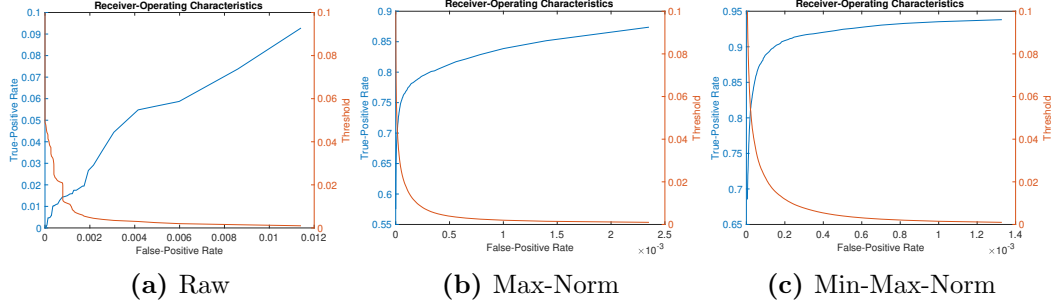 Receiver-Operating Characteristics
0.1
0.09
0.08
0.07
0.06
0.05
0.04
0.03
0.02
0.01
0
True-Positive Rate
0 0.002 0.004 0.006 0.008 0.01 0.012
False-Positive Rate
0.1
0.08
0.06
0.04
0.02
0
Threshold
(a) Raw
Receiver-Operating Characteristics
0.9
0.85
0.8
0.75
0.7
0.65
0.6
0.55
True-Positive Rate
0 0.5 1 1.5 2 2.5
×10⁻³
False-Positive Rate
0.1
0.08
0.06
0.04
0.02
0
Threshold
(b) Max-Norm
Receiver-Operating Characteristics
0.95
0.9
0.85
0.8
0.75
0.7
0.65
True-Positive Rate
0 0.2 0.4 0.6 0.8 1 1.2 1.4
×10⁻³
False-Positive Rate
0.1
0.08
0.06
0.04
0.02
0
Threshold
(c) Min-Max-Norm